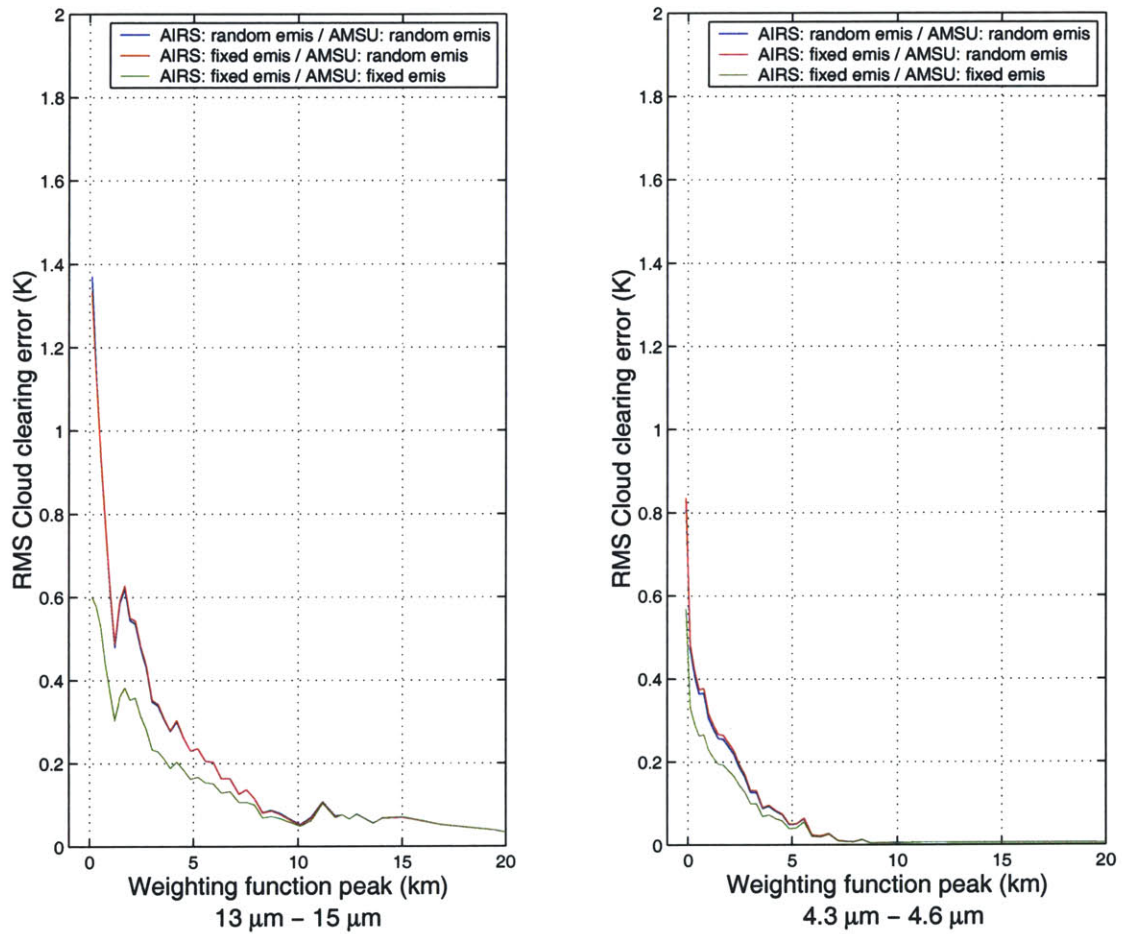 2
1.8
1.6
1.4
1.2
1
0.8
0.6
0.4
0.2
0
RMS Cloud clearing error (K)
AIRS: random emis / AMSU: random emis
AIRS: fixed emis / AMSU: random emis
AIRS: fixed emis / AMSU: fixed emis
0 5 10 15 20
Weighting function peak (km)
13 μm – 15 μm
2
1.8
1.6
1.4
1.2
1
0.8
0.6
0.4
0.2
0
RMS Cloud clearing error (K)
AIRS: random emis / AMSU: random emis
AIRS: fixed emis / AMSU: random emis
AIRS: fixed emis / AMSU: fixed emis
0 5 10 15 20
Weighting function peak (km)
4.3 μm – 4.6 μm